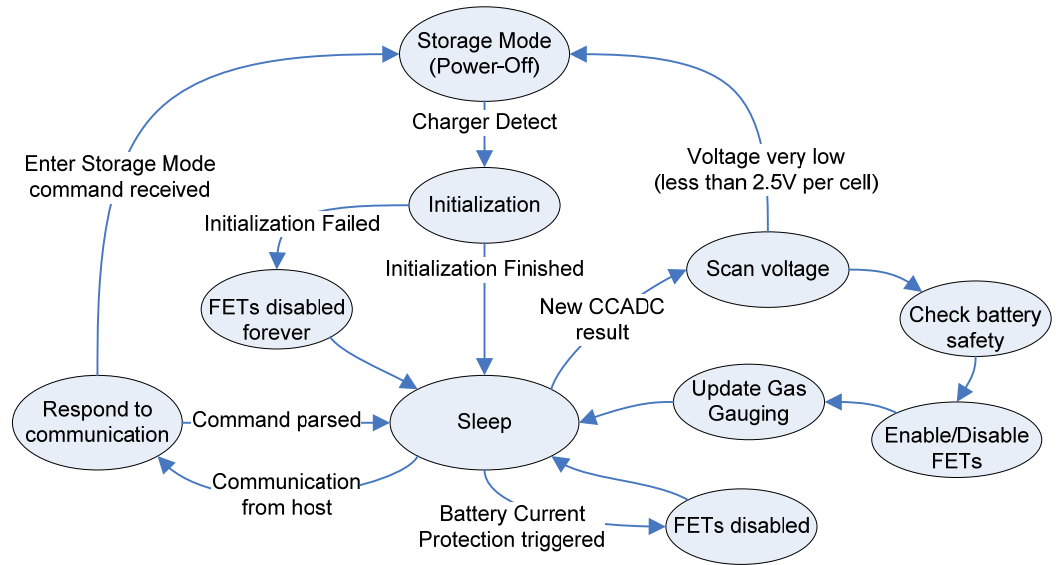 Storage Mode
(Power-Off)
Charger Detect
Enter Storage Mode
command received
Voltage very low
(less than 2.5V per cell)
Initialization
Initialization Failed
Initialization Finished
Scan voltage
FETs disabled
forever
New CCADC
result
Check battery
safety
Respond to
communication
Command parsed
Sleep
Update Gas
Gauging
Enable/Disable
FETs
Communication
from host
Battery Current
Protection triggered
FETs disabled